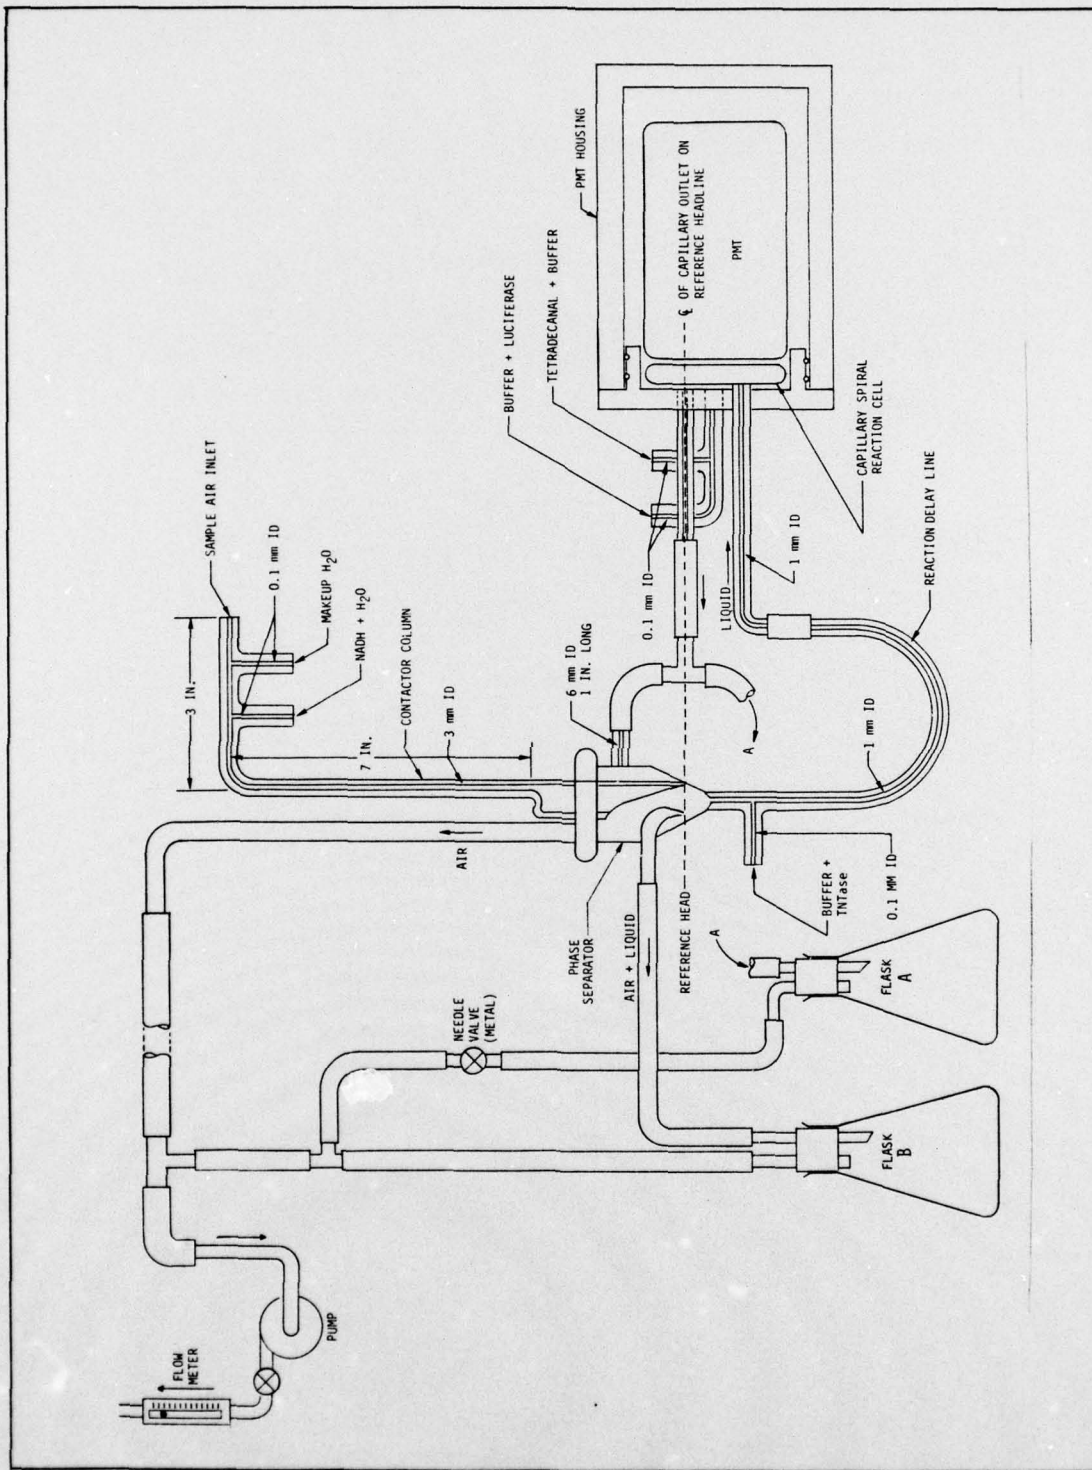 PMT HOUSING
℄ OF CAPILLARY OUTLET ON
REFERENCE HEADLINE
PMT
BUFFER + LUCIFERASE
TETRADECANAL + BUFFER
CAPILLARY SPIRAL
REACTION CELL
SAMPLE AIR INLET
0.1 mm ID
MAKEUP H₂O
NADH + H₂O
3 IN.
CONTACTOR COLUMN
3 mm ID
7 IN.
0.1 mm ID
6 mm ID
1 IN. LONG
LIQUID
1 mm ID
REACTION DELAY LINE
A
1 mm ID
AIR
PHASE
SEPARATOR
AIR + LIQUID
REFERENCE HEAD
BUFFER +
TNTase
0.1 MM ID
A
NEEDLE
VALVE
(METAL)
FLASK
A
FLASK
B
PUMP
FLOW
METER